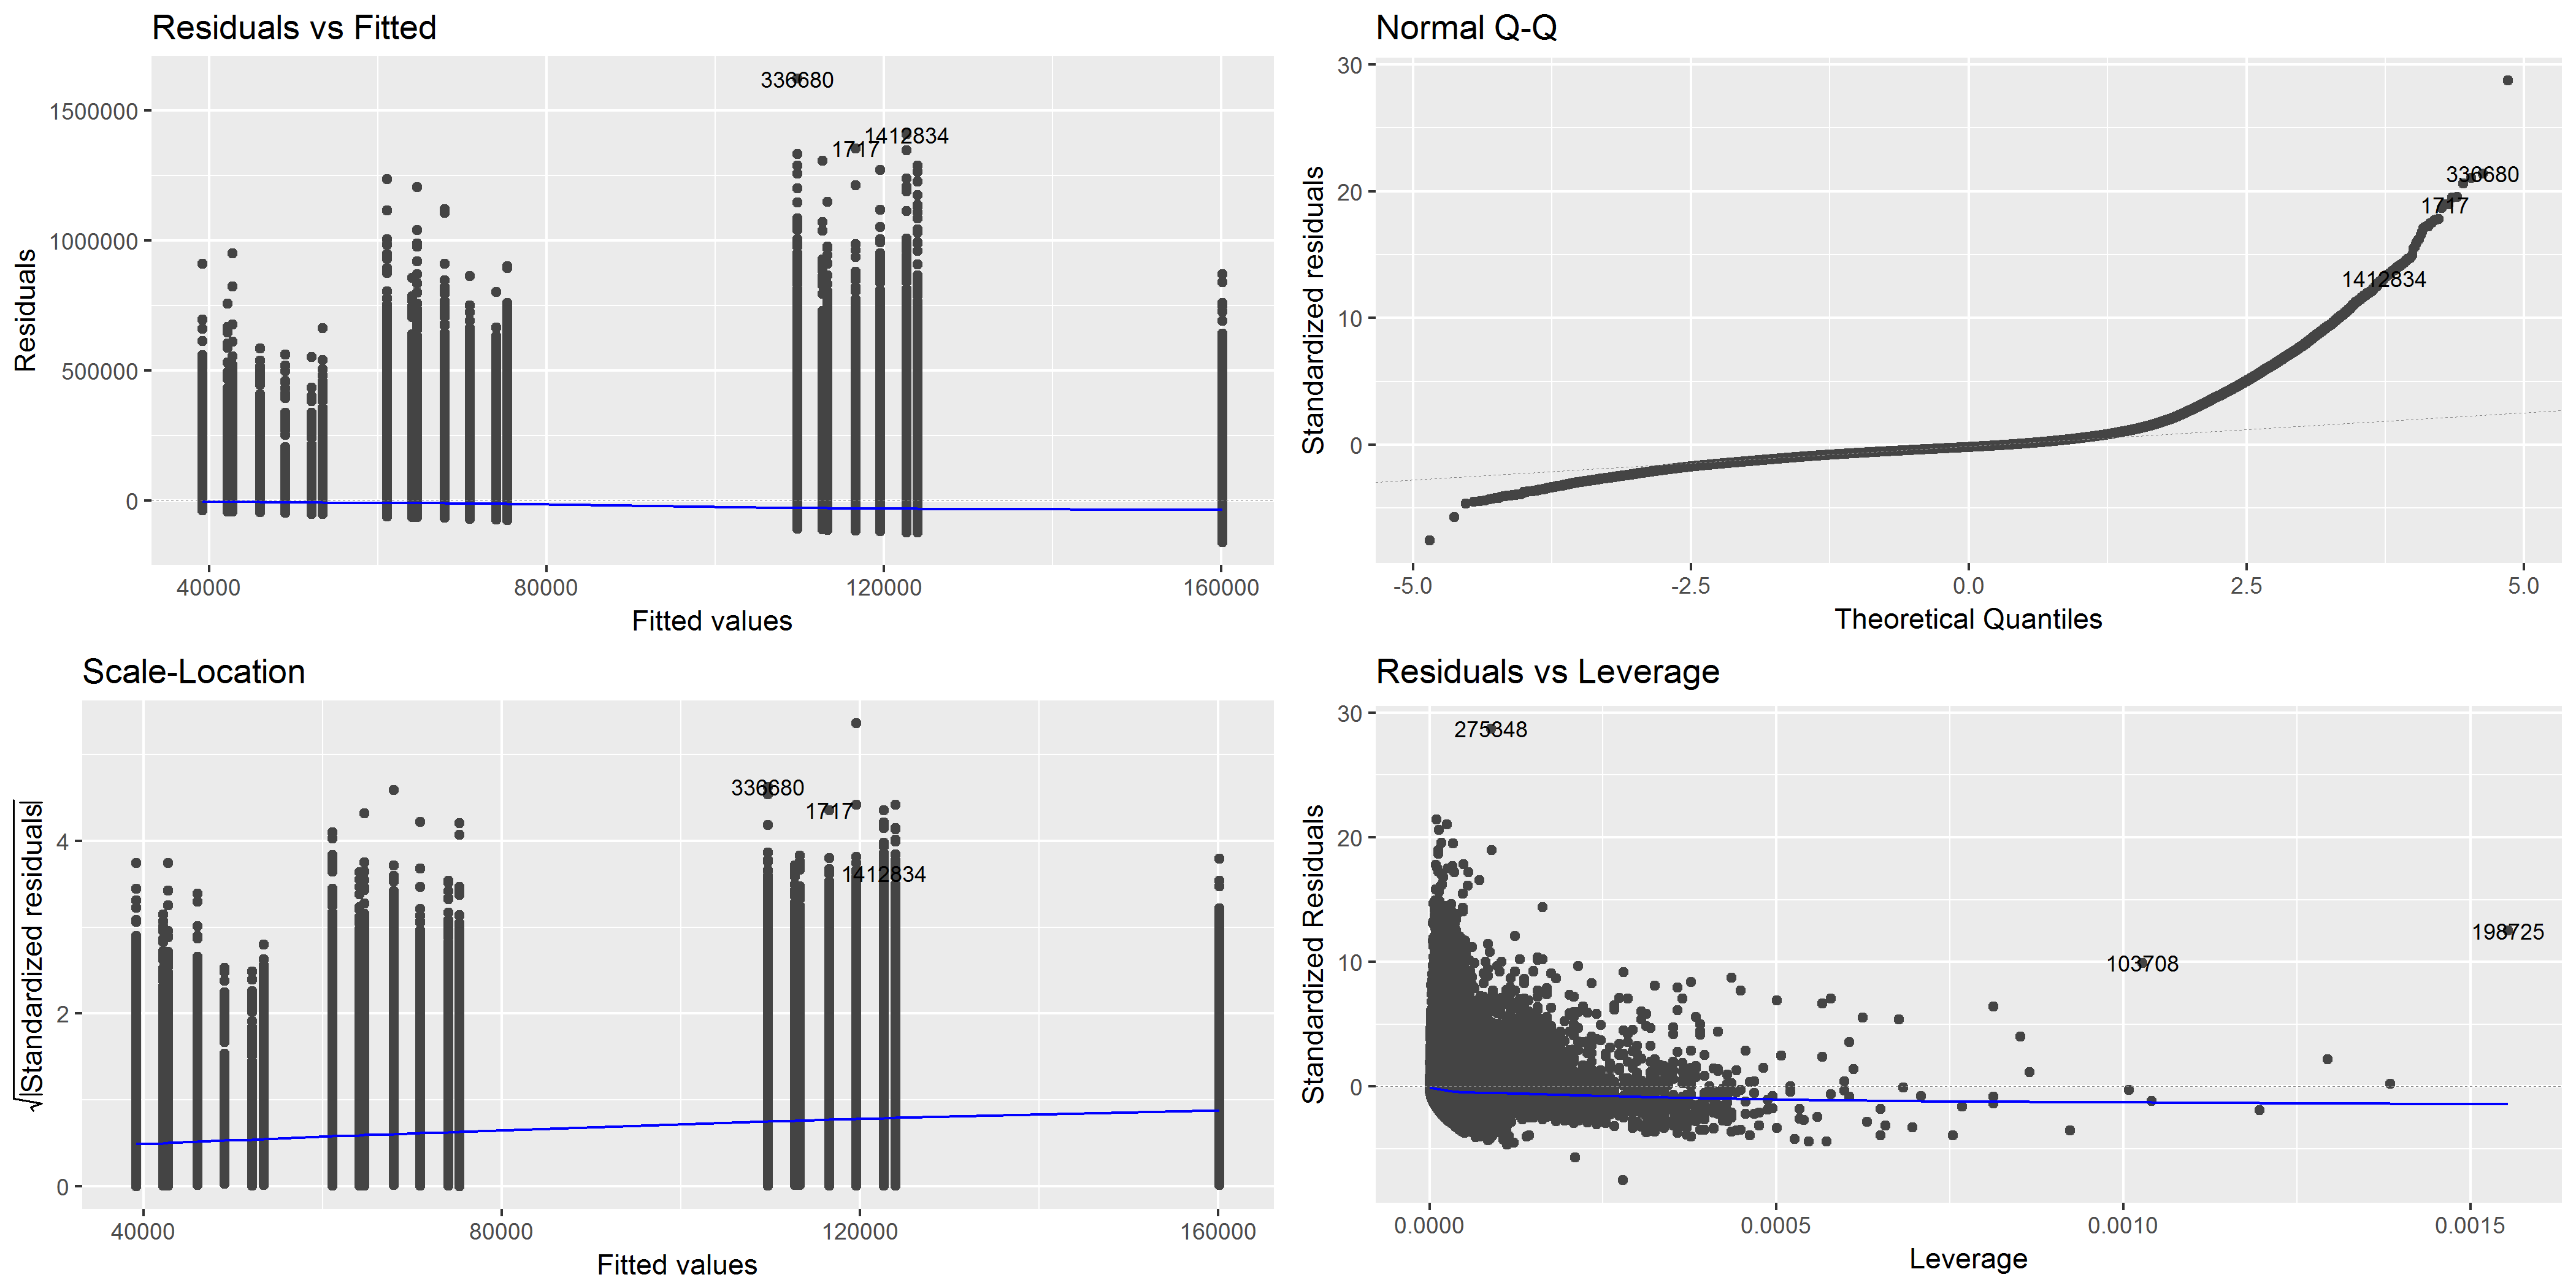 Residuals vs Fitted
336680
1412834
1717
1500000
1000000
500000
0
Residuals
40000 80000 120000 160000
Fitted values
Normal Q-Q
30
20
10
0
336680
1717
1412834
Standardized residuals
-5.0 -2.5 0.0 2.5 5.0
Theoretical Quantiles
Scale-Location
336680
1717
1412834
4
2
0
√|Standardized residuals|
40000 80000 120000 160000
Fitted values
Residuals vs Leverage
275848
198725
103708
30
20
10
0
Standardized Residuals
0.0000 0.0005 0.0010 0.0015
Leverage